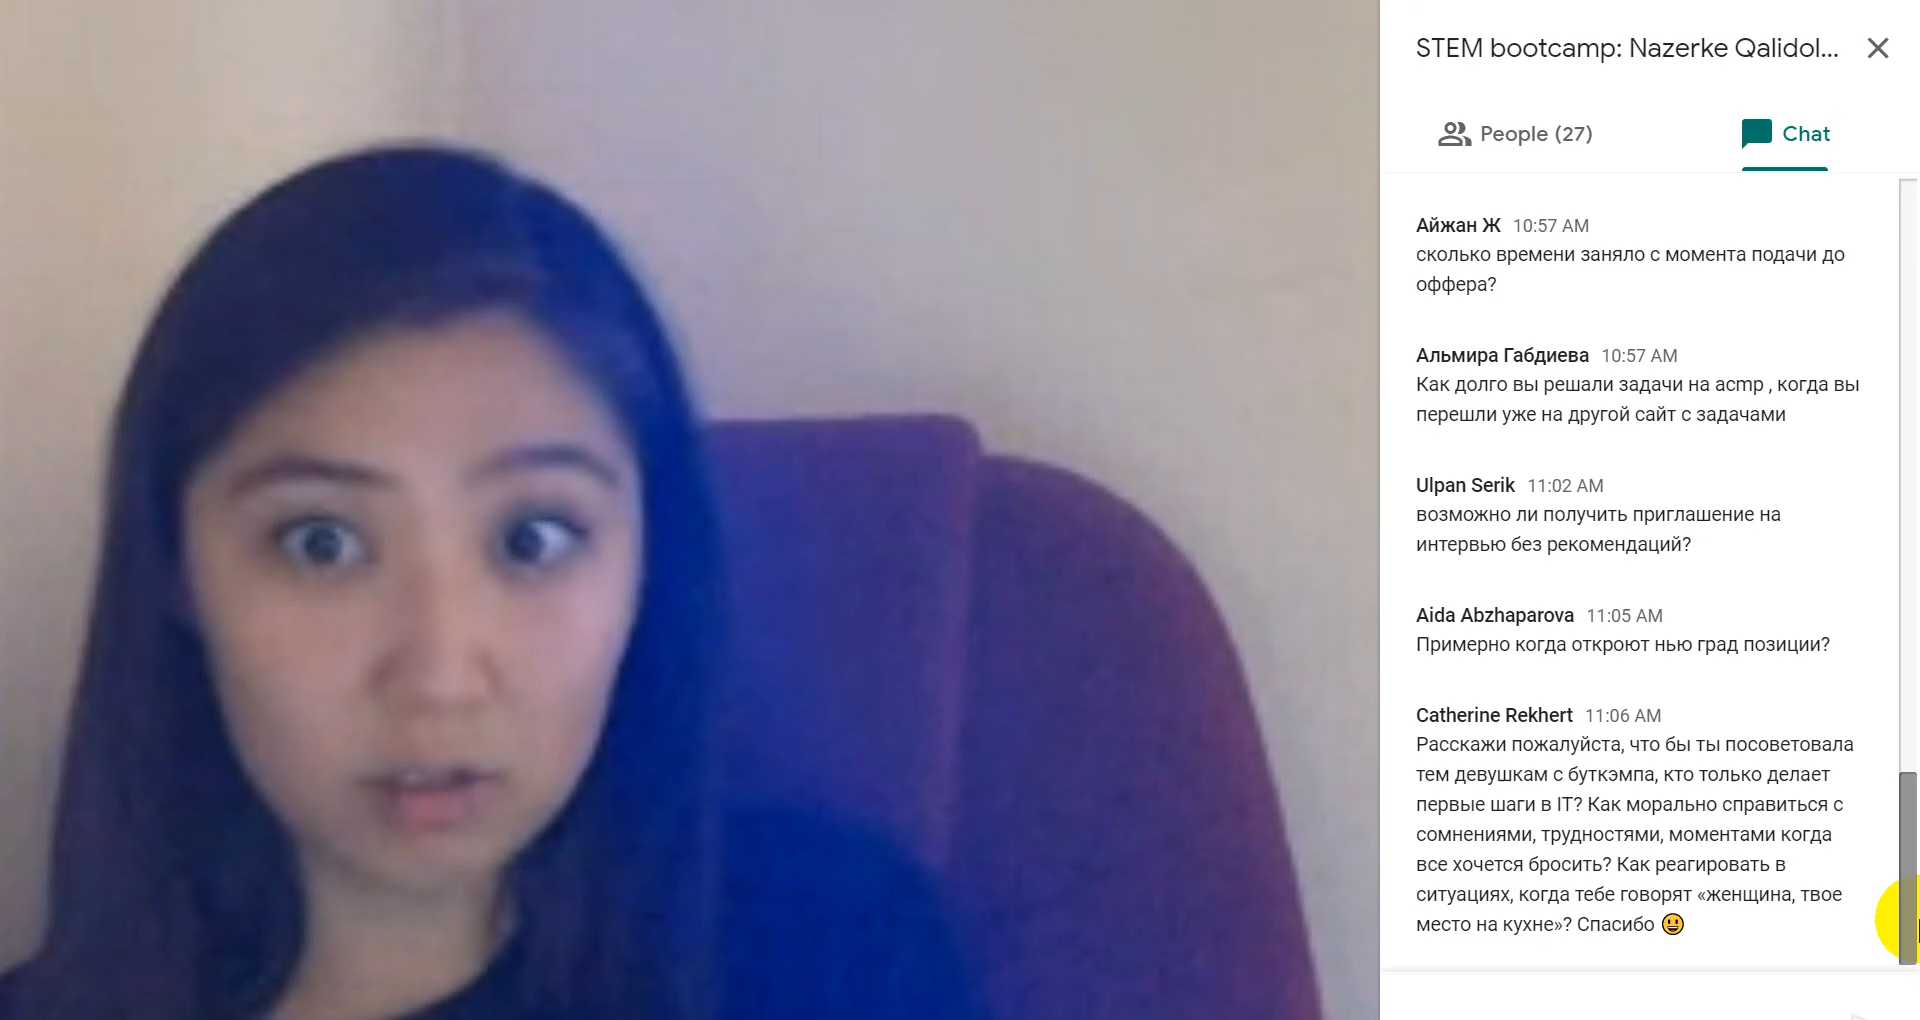 STEM bootcamp: Nazerke Qalidol...
People (27)
Chat
Айжан Ж 10:57 AM
сколько времени заняло с момента подачи до
оффера?
Альмира Габдиева 10:57 AM
Как долго вы решали задачи на acmp , когда вы
перешли уже на другой сайт с задачами
Ulpan Serik 11:02 AM
возможно ли получить приглашение на
интервью без рекомендаций?
Aida Abzhaparova 11:05 AM
Примерно когда откроют нью град позиции?
Catherine Rekhert 11:06 AM
Расскажи пожалуйста, что бы ты посоветовала
тем девушкам с буткэмпа, кто только делает
первые шаги в IT? Как морально справиться с
сомнениями, трудностями, моментами когда
все хочется бросить? Как реагировать в
ситуациях, когда тебе говорят «женщина, твое
место на кухне»? Спасибо 😃